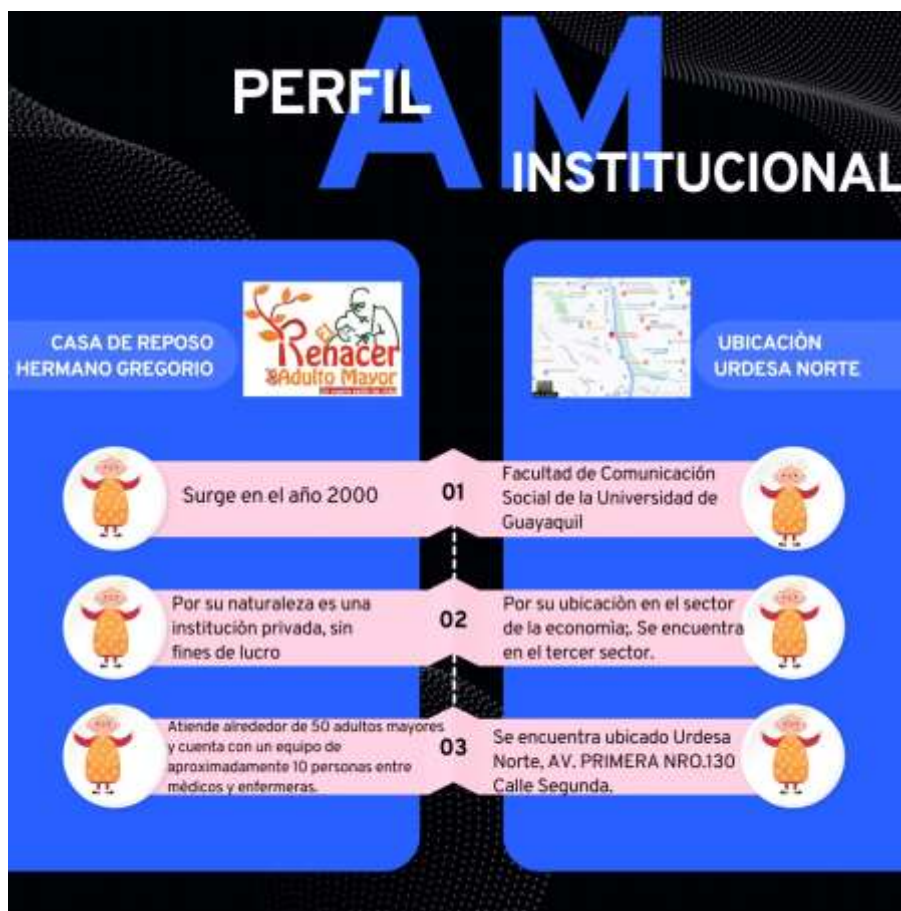 AM
PERFIL
INSTITUCIONAL
CASA DE REPOSO
HERMANO GREGORIO
Renacer
Adulto Mayor
UBICACIÒN
URDESA NORTE
Surge en el año 2000
01
Facultad de Comunicación
Social de la Universidad de
Guayaquil
Por su naturaleza es una
instituciòn privada, sin
fines de lucro
02
Por su ubicaciòn en el sector
de la economìa;. Se encuentra
en el tercer sector.
Atiende alrededor de 50 adultos mayores
y cuenta con un equipo de
aproximadamente 10 personas entre
mèdicos y enfermeras.
03
Se encuentra ubicado Urdesa
Norte, AV. PRIMERA NRO.130
Calle Segunda.